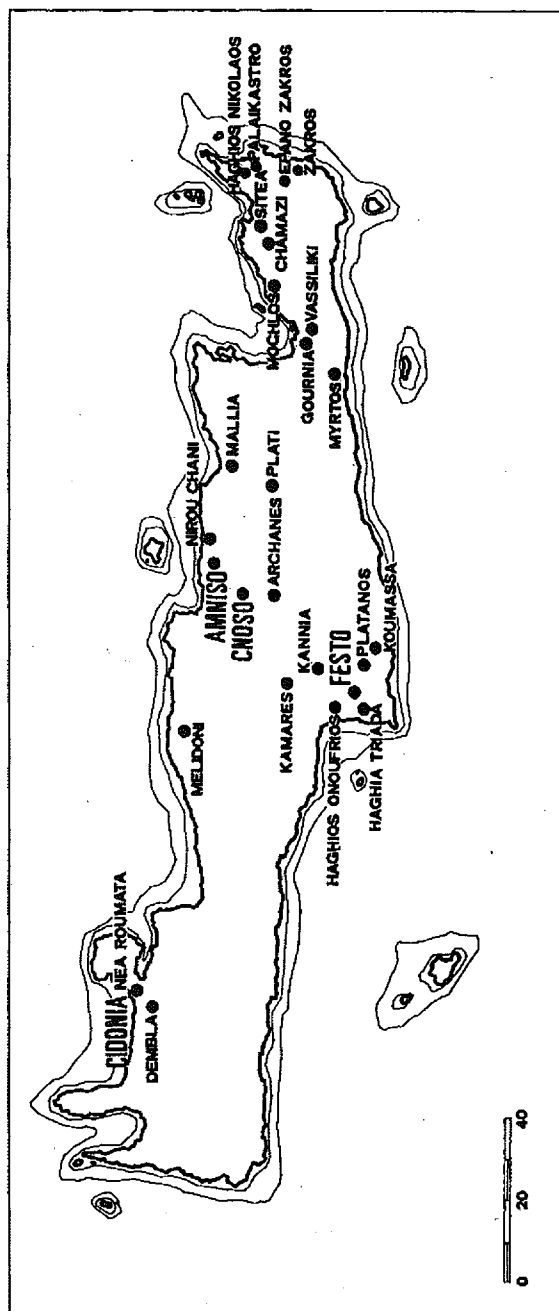 CIDONIA
NEA ROUMATA
DEMBLA
MELIDONI
AMNISO
CNOSO
NIROU CHANI
MALLIA
ARCHANES
PLATI
KAMARES
KANNIA
FESTO
HAGHIOS ONOUFRIOS
HAGHIA TRIADA
PLATANOS
KOUMASSA
MOCHLOS
CHAMAZI
SITEA
HAGHIOS NIKOLAOS
PALAIKASTRO
EPANO ZAKROS
ZAKROS
GOURNIA
VASSILIKI
MYRTOS
0 20 40